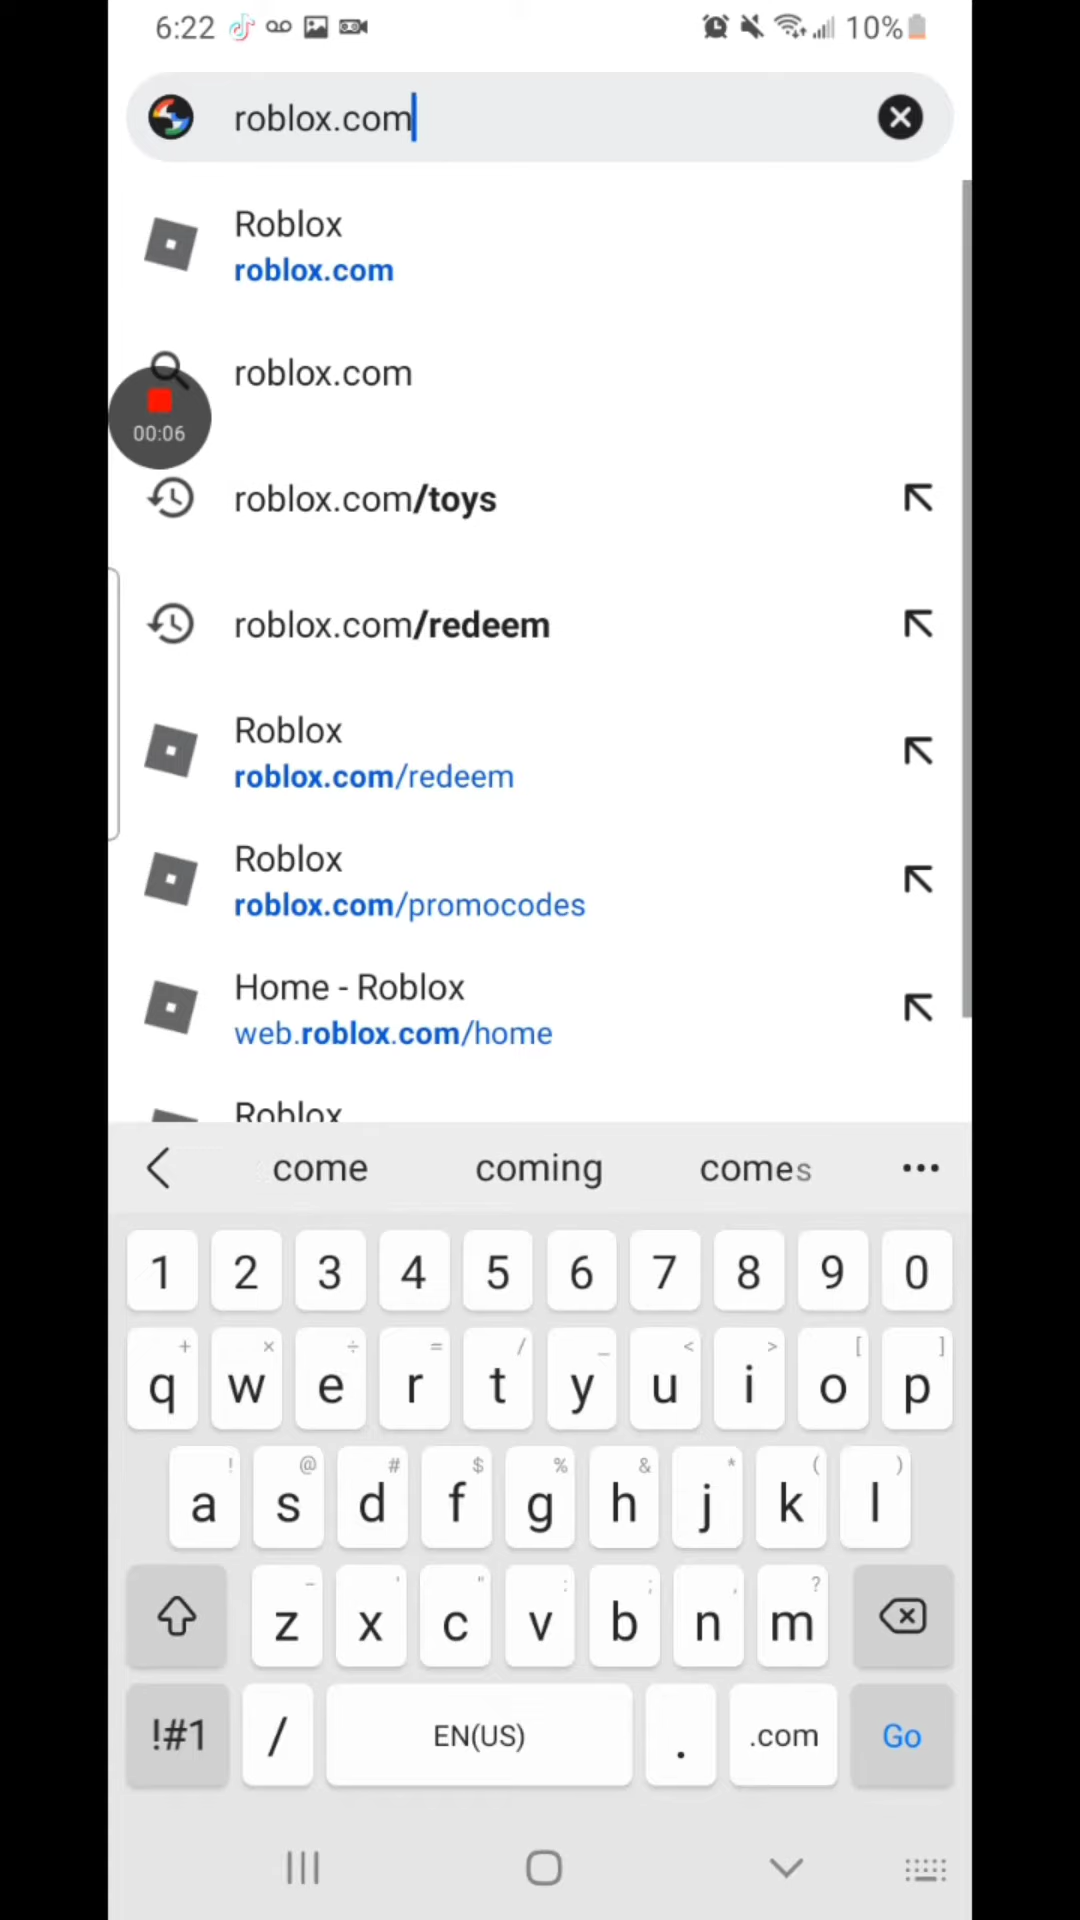 6:22 10%
roblox.com
Roblox
roblox.com
roblox.com
00:06
roblox.com/toys
roblox.com/redeem
Roblox
roblox.com/redeem
Roblox
roblox.com/promocodes
Home - Roblox
web.roblox.com/home
Roblox
come coming comes
1 2 3 4 5 6 7 8 9 0
+ × ÷ = / _ < > [ ]
q w e r t y u i o p
! @ # $ % & * ( )
a s d f g h j k l
- ' " : ; , ?
z x c v b n m
!#1 / EN(US) . .com Go